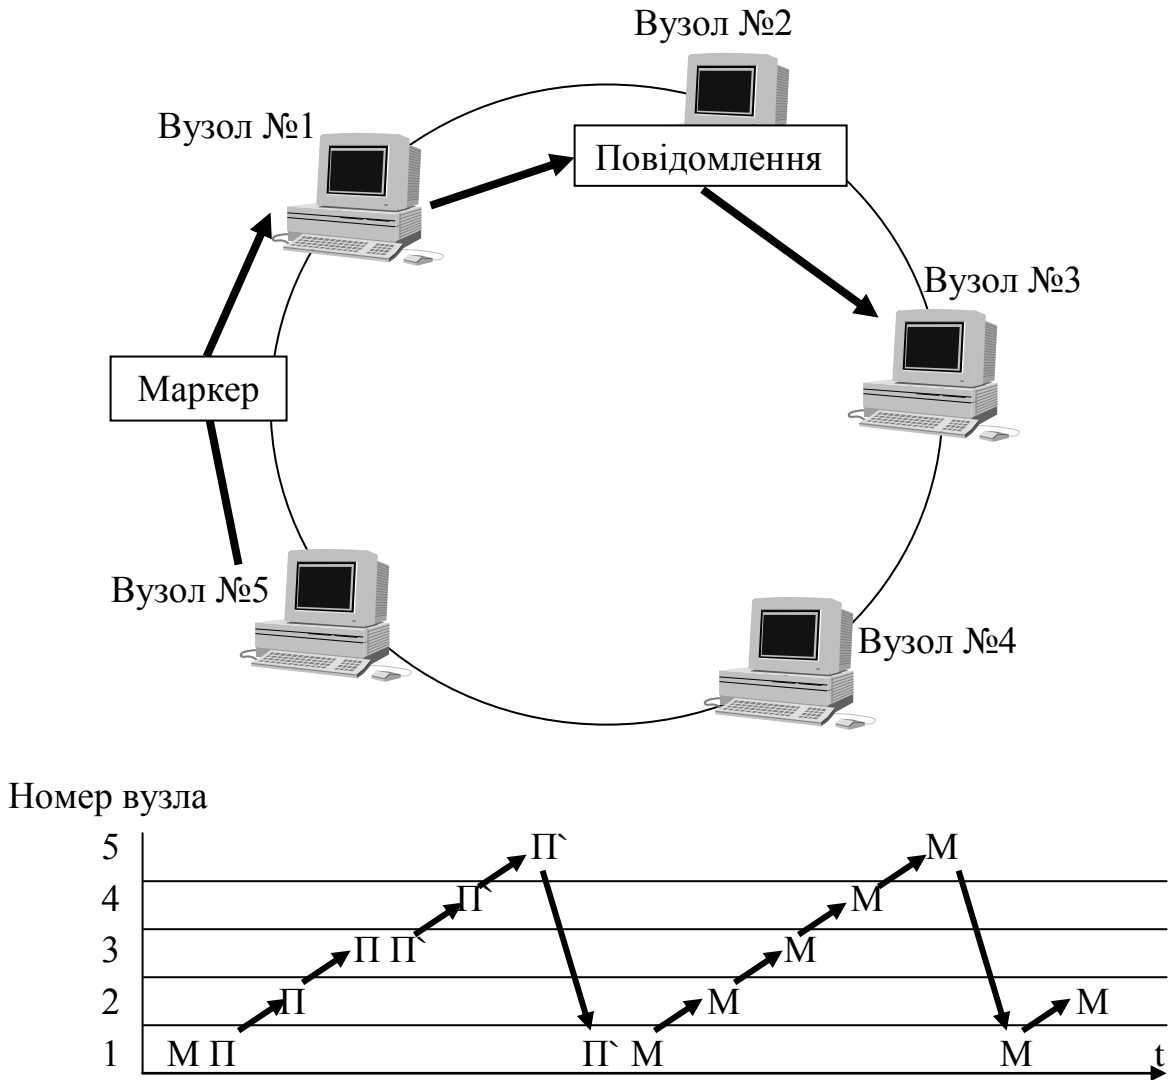 Вузол №2
Вузол №1
Повідомлення
Вузол №3
Маркер
Вузол №5
Вузол №4
Номер вузла
5 П` М
4 П` М
3 П П` М
2 П М М
1 М П П` М М t